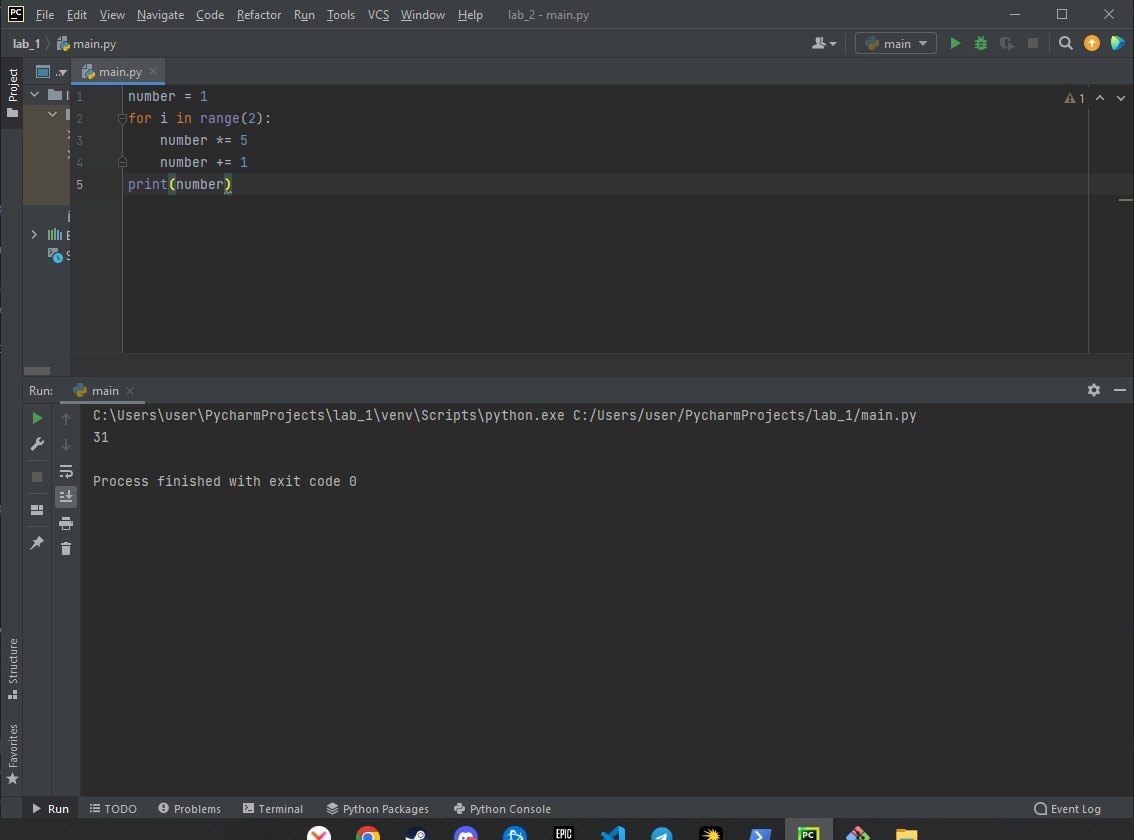 PC File Edit View Navigate Code Refactor Run Tools VCS Window Help lab_2 - main.py
lab_1 main.py main
Project
main.py
1 number = 1
2 for i in range(2):
3 number *= 5
4 number += 1
5 print(number)
1
Run: main
C:\Users\user\PycharmProjects\lab_1\venv\Scripts\python.exe C:/Users/user/PycharmProjects/lab_1/main.py
31
Process finished with exit code 0
Structure
Favorites
Run TODO Problems Terminal Python Packages Python Console Event Log
EPIC PC